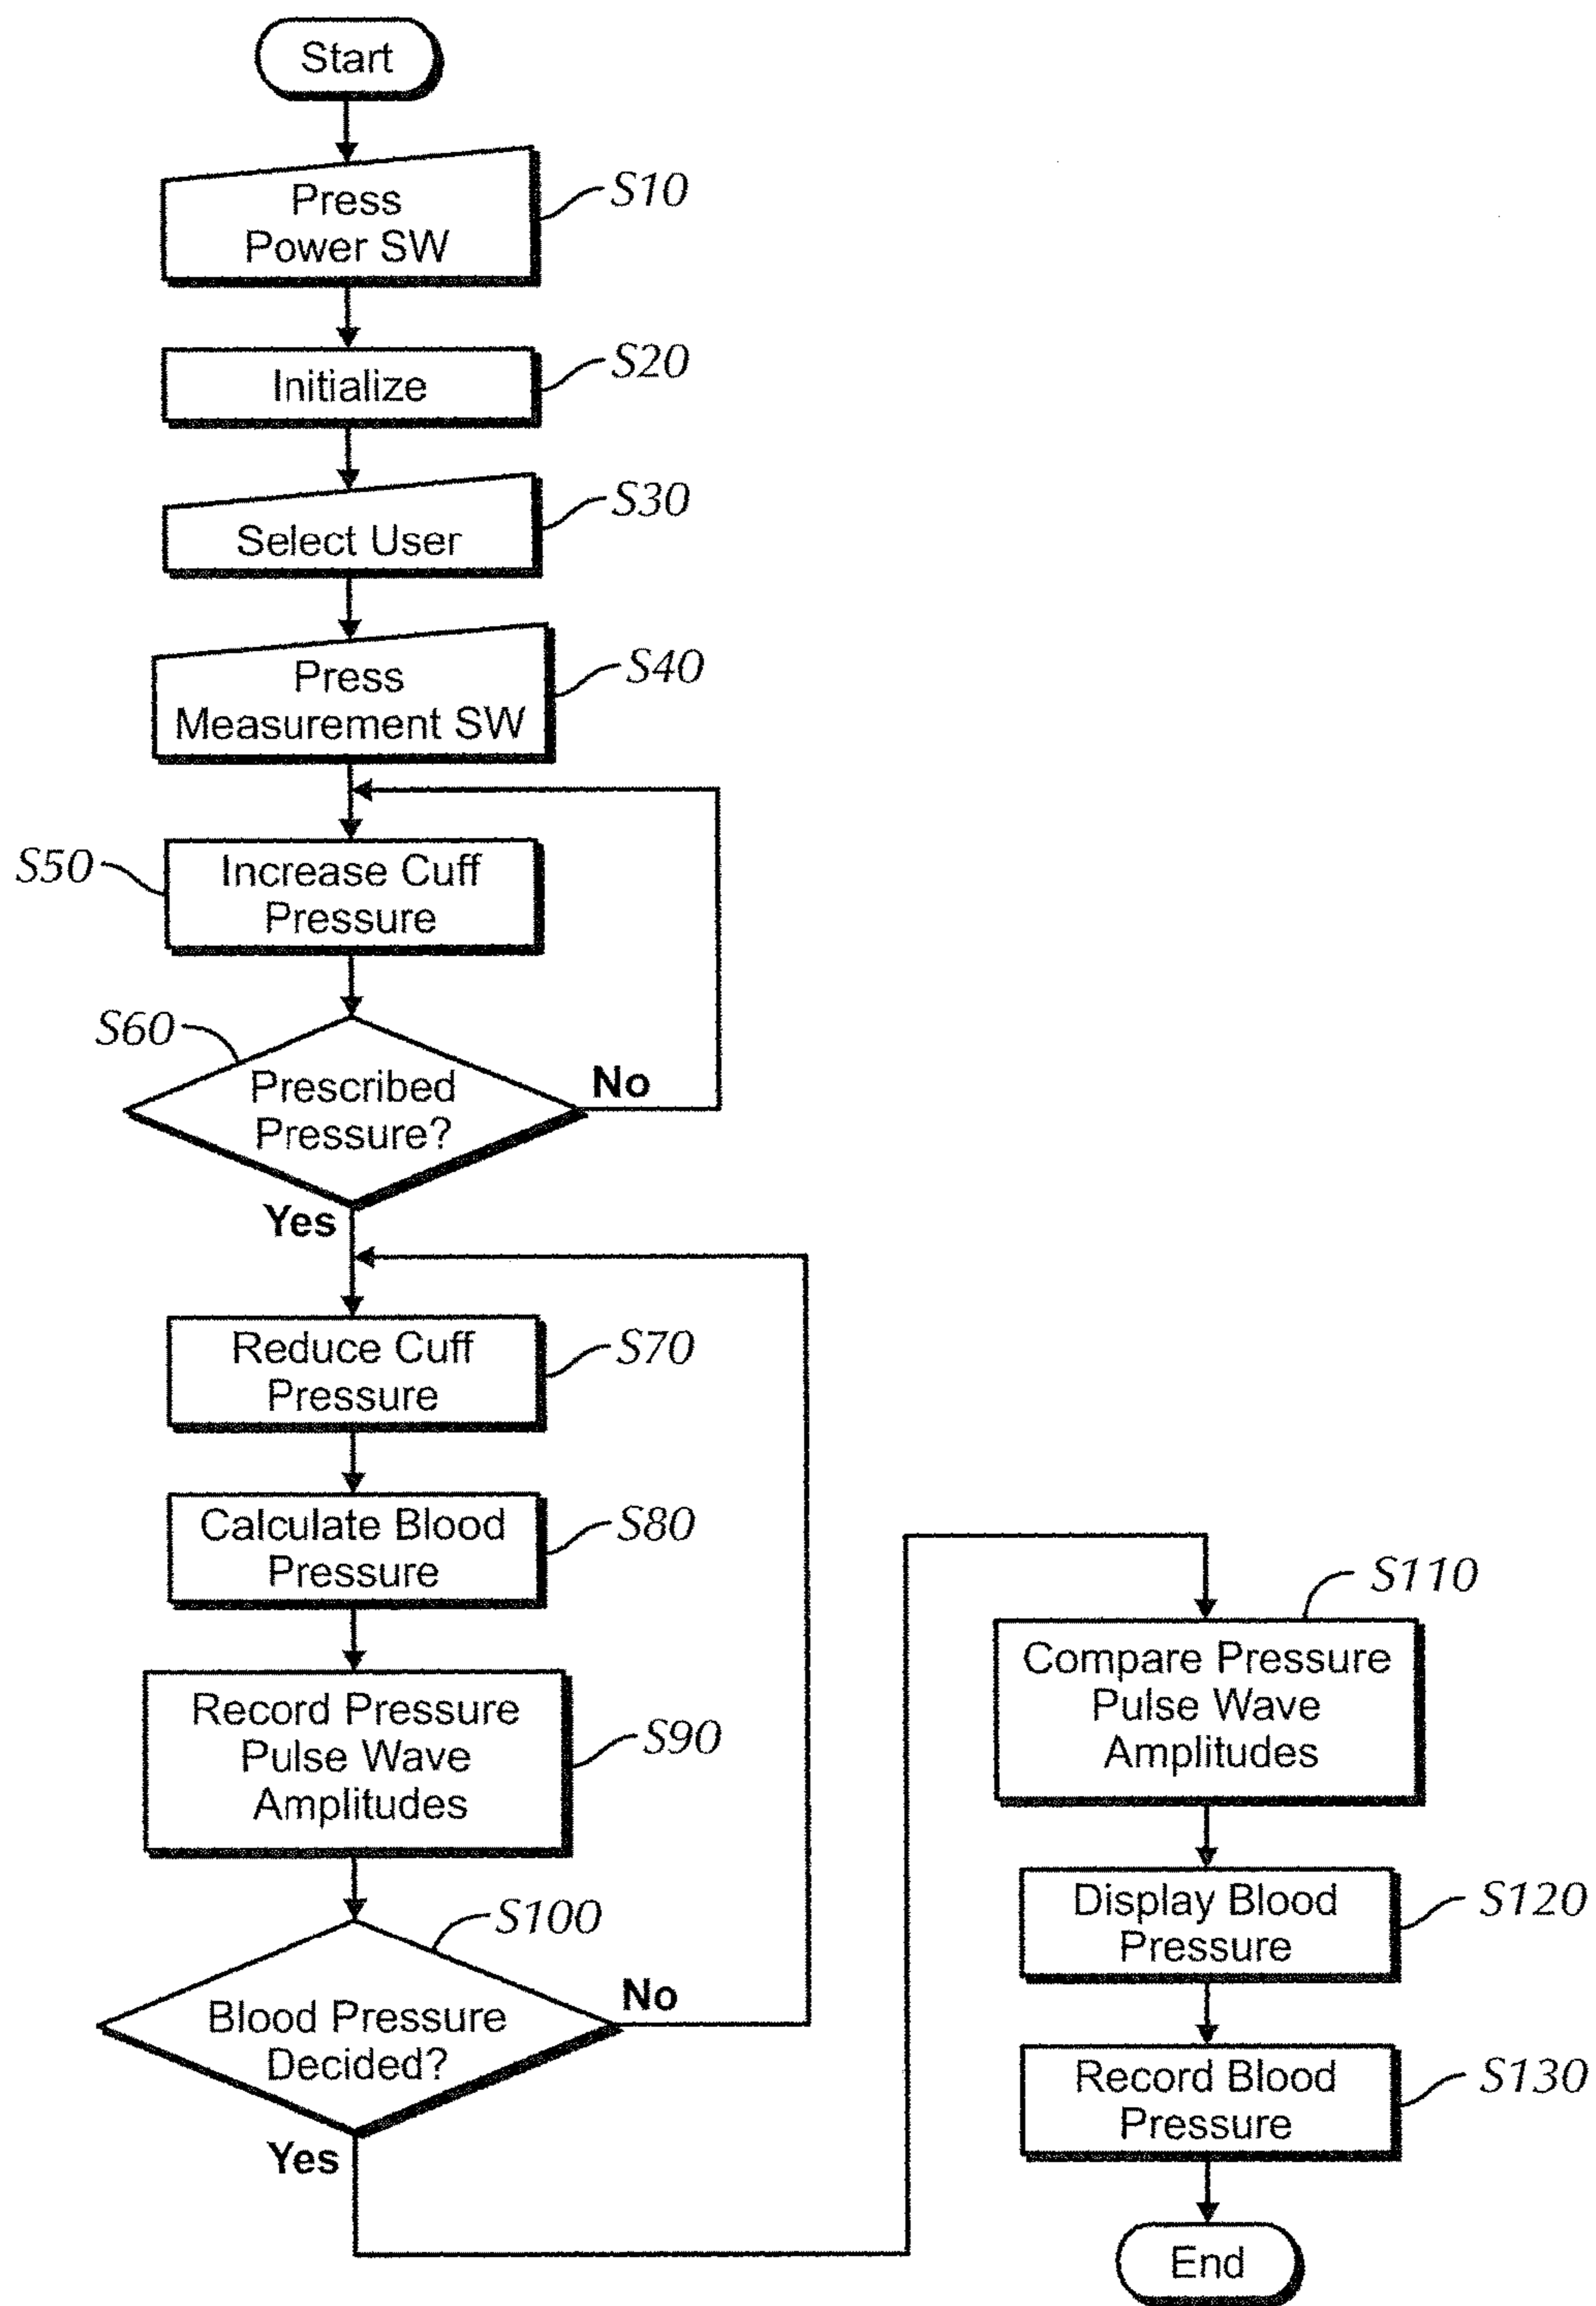 Start
Press
Power SW
S10
Initialize
S20
Select User
S30
Press
Measurement SW
S40
S50
Increase Cuff
Pressure
S60
Prescribed
Pressure?
No
Yes
Reduce Cuff
Pressure
S70
Calculate Blood
Pressure
S80
Record Pressure
Pulse Wave
Amplitudes
S90
S100
Blood Pressure
Decided?
No
Yes
S110
Compare Pressure
Pulse Wave
Amplitudes
Display Blood
Pressure
S120
Record Blood
Pressure
S130
End